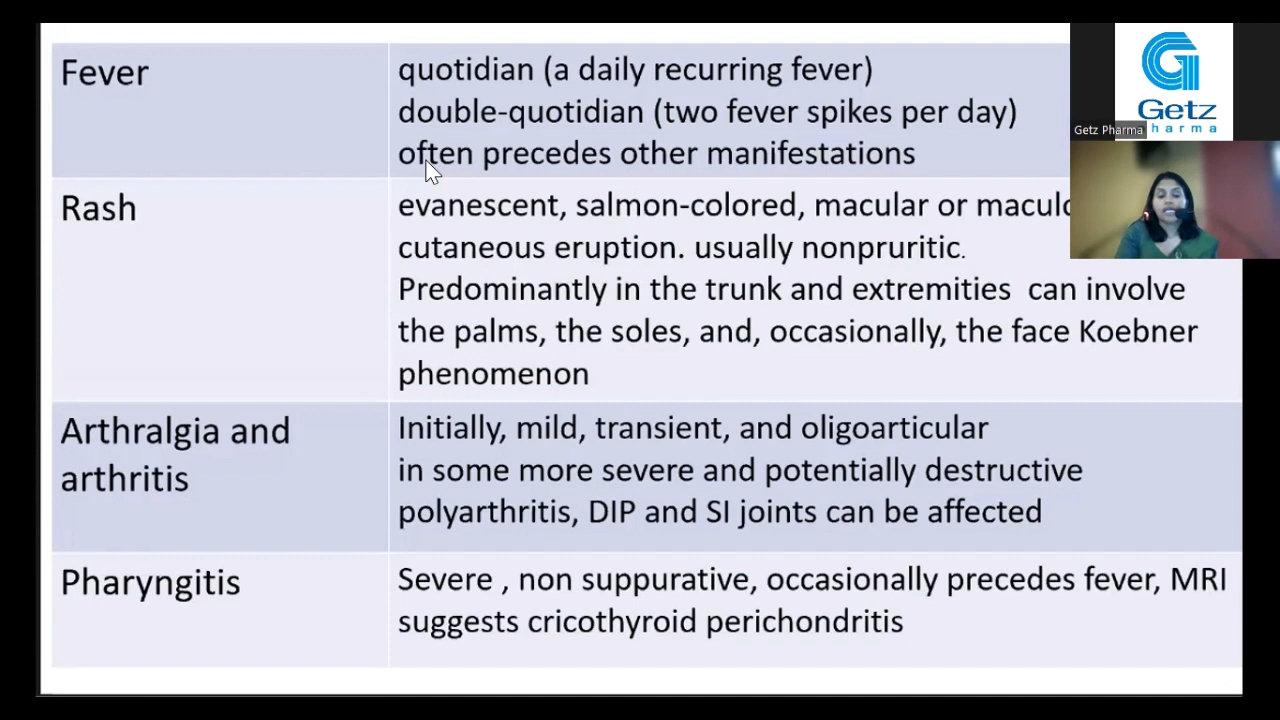 Fever
quotidian (a daily recurring fever)
double-quotidian (two fever spikes per day)
often precedes other manifestations
Rash
evanescent, salmon-colored, macular or
cutaneous eruption. usually nonpruritic.
Predominantly in the trunk and extremities can involve
the palms, the soles, and, occasionally, the face Koebner
phenomenon
Arthralgia and
arthritis
Initially, mild, transient, and oligoarticular
in some more severe and potentially destructive
polyarthritis, DIP and SI joints can be affected
Pharyngitis
Severe , non suppurative, occasionally precedes fever, MRI
suggests cricothyroid perichondritis
Getz
Getz Pharma